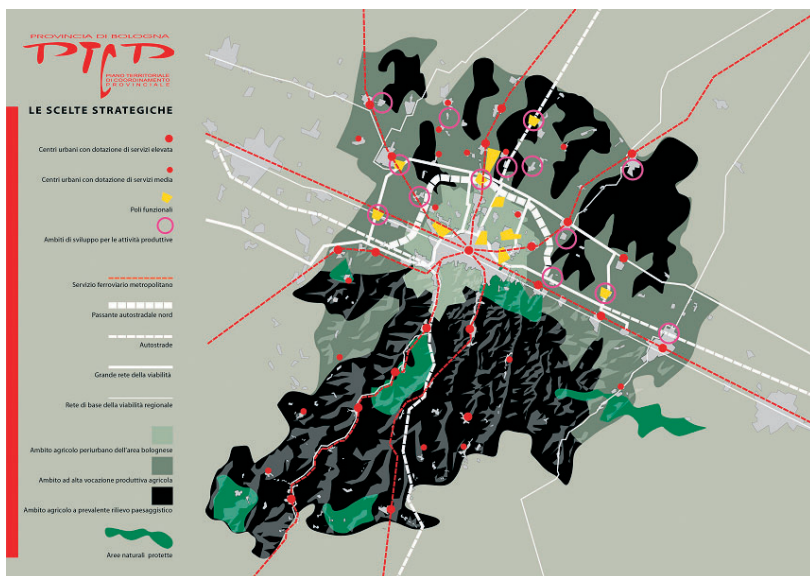 PROVINCIA DI BOLOGNA
PTCP
PIANO TERRITORIALE
DI COORDINAMENTO
PROVINCIALE
LE SCELTE STRATEGICHE
Centri urbani con dotazione di servizi elevata
Centri urbani con dotazione di servizi media
Poli funzionali
Ambiti di sviluppo per le attività produttive
Servizio ferroviario metropolitano
Passante autostradale nord
Autostrade
Grande rete della viabilità
Rete di base della viabilità regionale
Ambito agricolo periurbano dell'area bolognese
Ambito ad alta vocazione produttiva agricola
Ambito agricolo a prevalente rilievo paesaggistico
Aree naturali protette